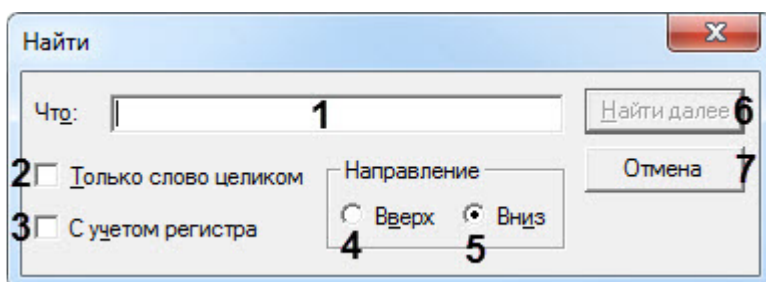 Найти
Что: 1 Найти далее 6
2 Только слово целиком Направление Отмена 7
3 С учетом регистра 4 Вверх 5 Вниз